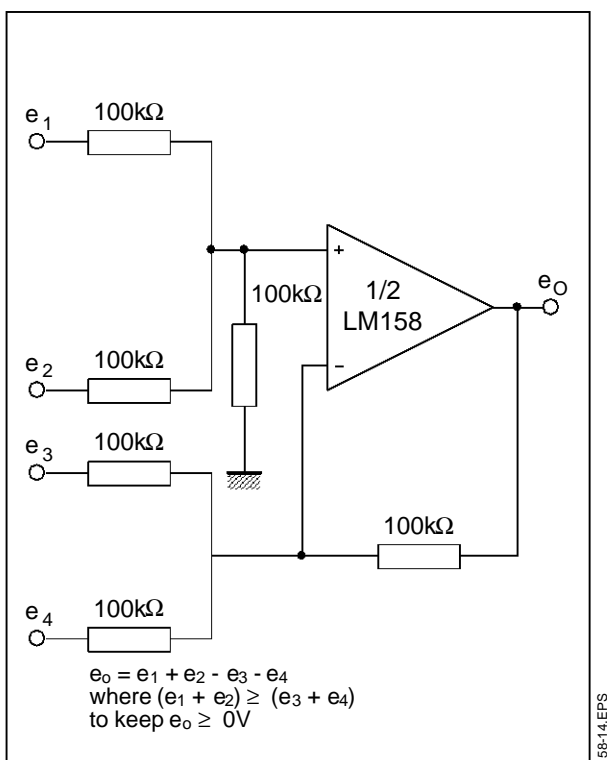 e1
100kΩ
+
100kΩ
1/2
LM158
eO
e2
100kΩ
-
e3
100kΩ
100kΩ
e4
100kΩ
eo = e1 + e2 - e3 - e4
where (e1 + e2) ≥ (e3 + e4)
to keep eo ≥ 0V
58-14.EPS